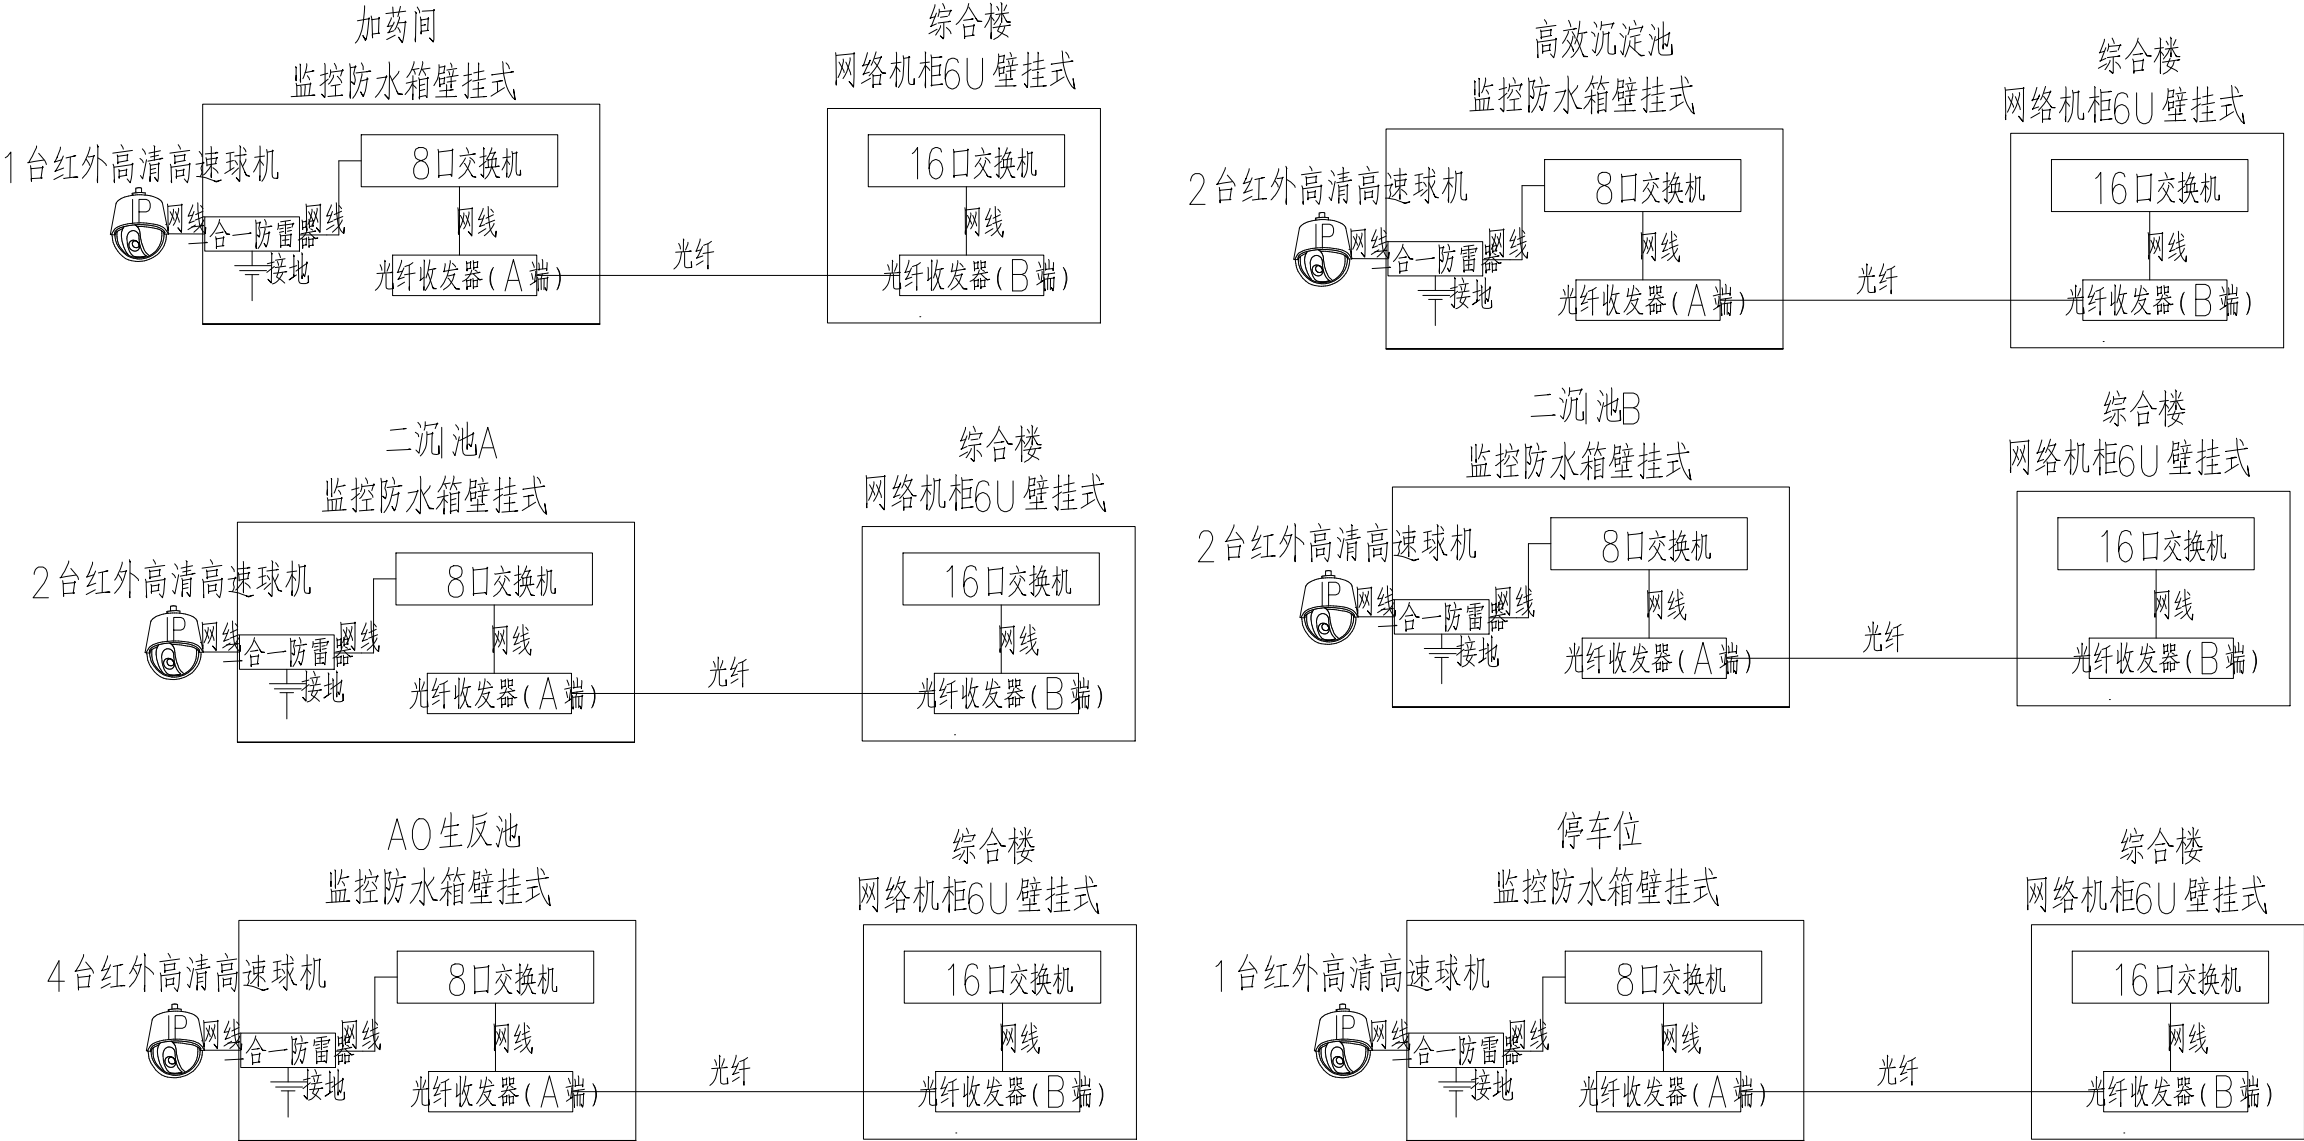 加药间
监控防水箱壁挂式
1台红外高清高速球机
IP
网线
二合一防雷器
网线
接地
8口交换机
网线
光纤收发器(A端)
光纤
综合楼
网络机柜6U壁挂式
16口交换机
网线
光纤收发器(B端)
高效沉淀池
监控防水箱壁挂式
2台红外高清高速球机
IP
网线
二合一防雷器
网线
接地
8口交换机
网线
光纤收发器(A端)
光纤
综合楼
网络机柜6U壁挂式
16口交换机
网线
光纤收发器(B端)
二沉池A
监控防水箱壁挂式
2台红外高清高速球机
IP
网线
二合一防雷器
网线
接地
8口交换机
网线
光纤收发器(A端)
光纤
综合楼
网络机柜6U壁挂式
16口交换机
网线
光纤收发器(B端)
二沉池B
监控防水箱壁挂式
2台红外高清高速球机
IP
网线
二合一防雷器
网线
接地
8口交换机
网线
光纤收发器(A端)
光纤
综合楼
网络机柜6U壁挂式
16口交换机
网线
光纤收发器(B端)
AO生反池
监控防水箱壁挂式
4台红外高清高速球机
IP
网线
二合一防雷器
网线
接地
8口交换机
网线
光纤收发器(A端)
光纤
综合楼
网络机柜6U壁挂式
16口交换机
网线
光纤收发器(B端)
停车位
监控防水箱壁挂式
1台红外高清高速球机
IP
网线
二合一防雷器
网线
接地
8口交换机
网线
光纤收发器(A端)
光纤
综合楼
网络机柜6U壁挂式
16口交换机
网线
光纤收发器(B端)